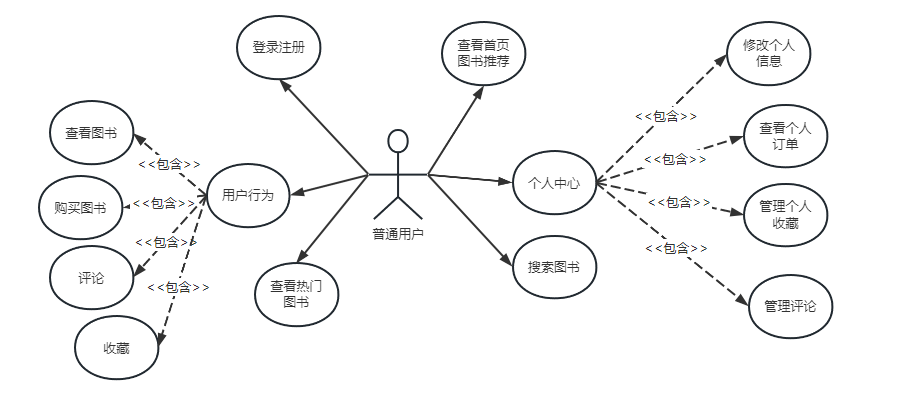 登录注册
查看首页
图书推荐
修改个人
信息
<<包含>>
查看图书
查看个人
订单
<<包含>>
<<包含>>
用户行为
个人中心
购买图书
<<包含>>
<<包含>>
管理个人
收藏
普通用户
<<包含>>
<<包含>>
评论
查看热门
图书
搜索图书
<<包含>>
管理评论
收藏